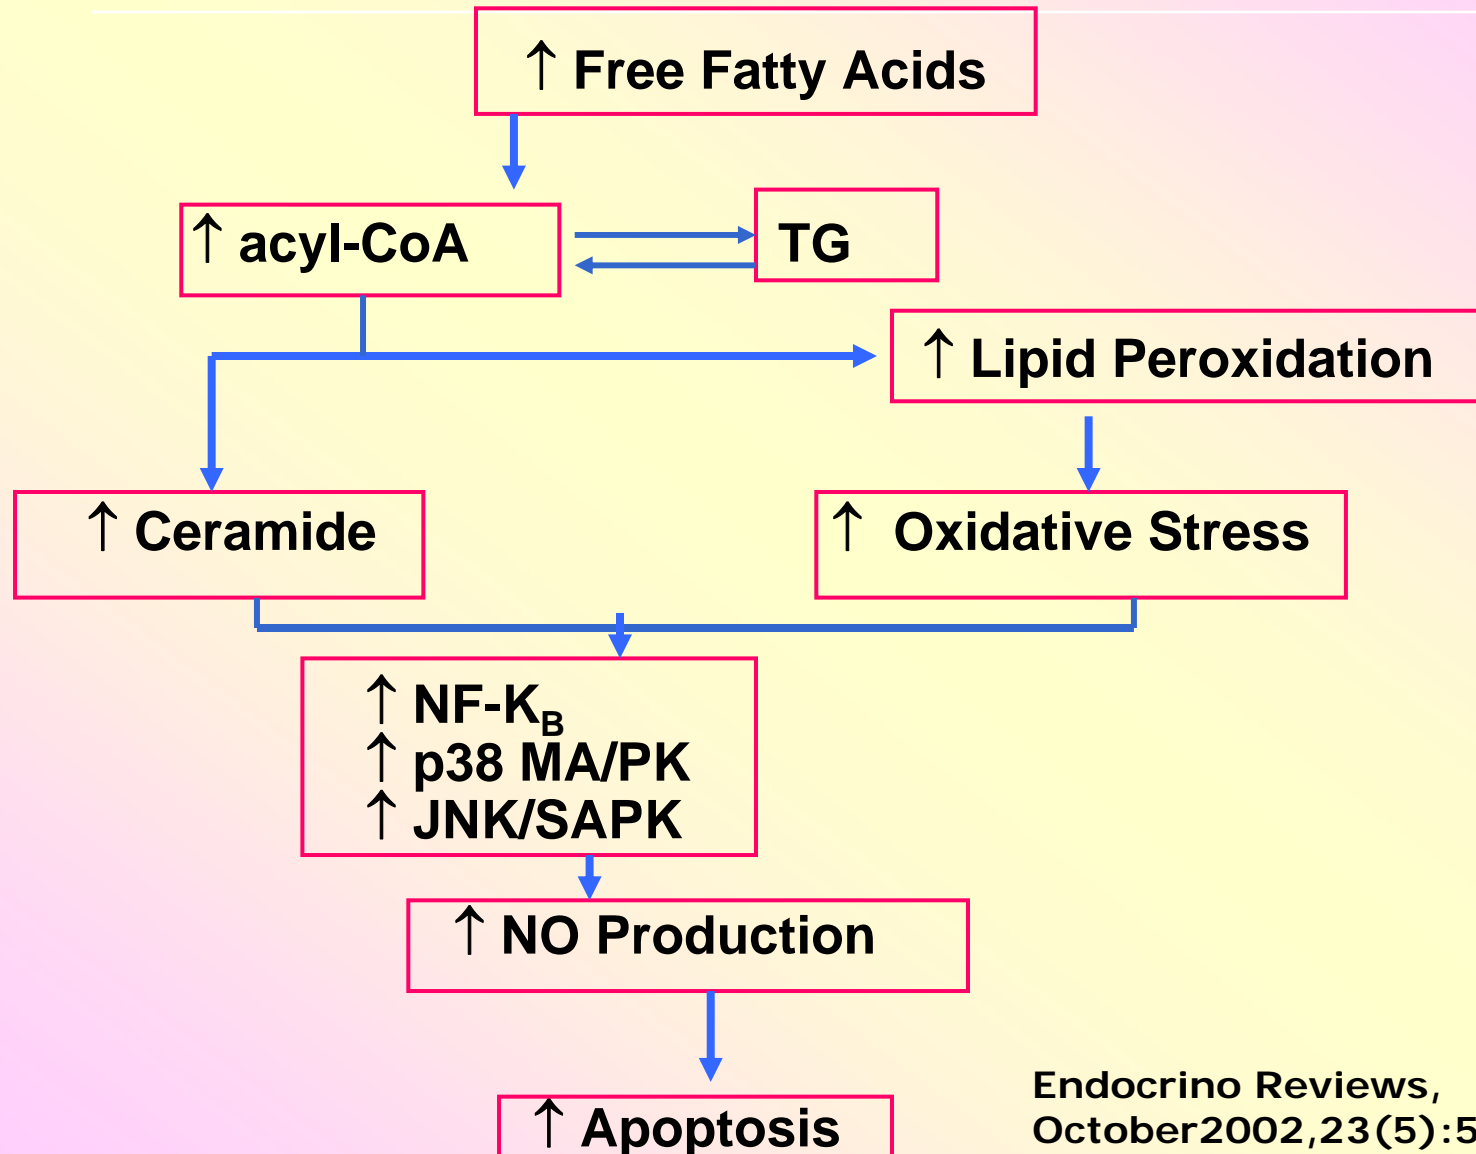 ↑ Free Fatty Acids
↑ acyl-CoA
TG
↑ Lipid Peroxidation
↑ Ceramide
↑ Oxidative Stress
↑ NF-K_B
↑ p38 MA/PK
↑ JNK/SAPK
↑ NO Production
↑ Apoptosis
Endocrino Reviews,
October2002,23(5):5